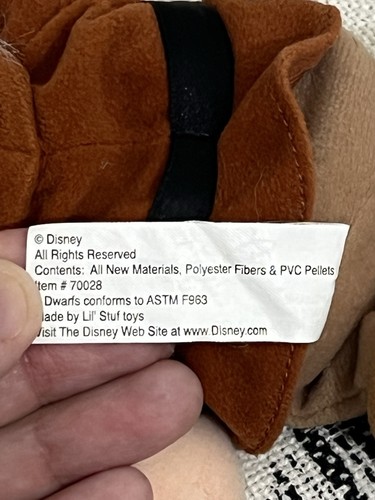 © Disney
All Rights Reserved
Contents: All New Materials, Polyester Fibers & PVC Pellets
Item # 70028
Dwarfs conforms to ASTM F963
Made by Lil' Stuf toys
Visit The Disney Web Site at www.Disney.com